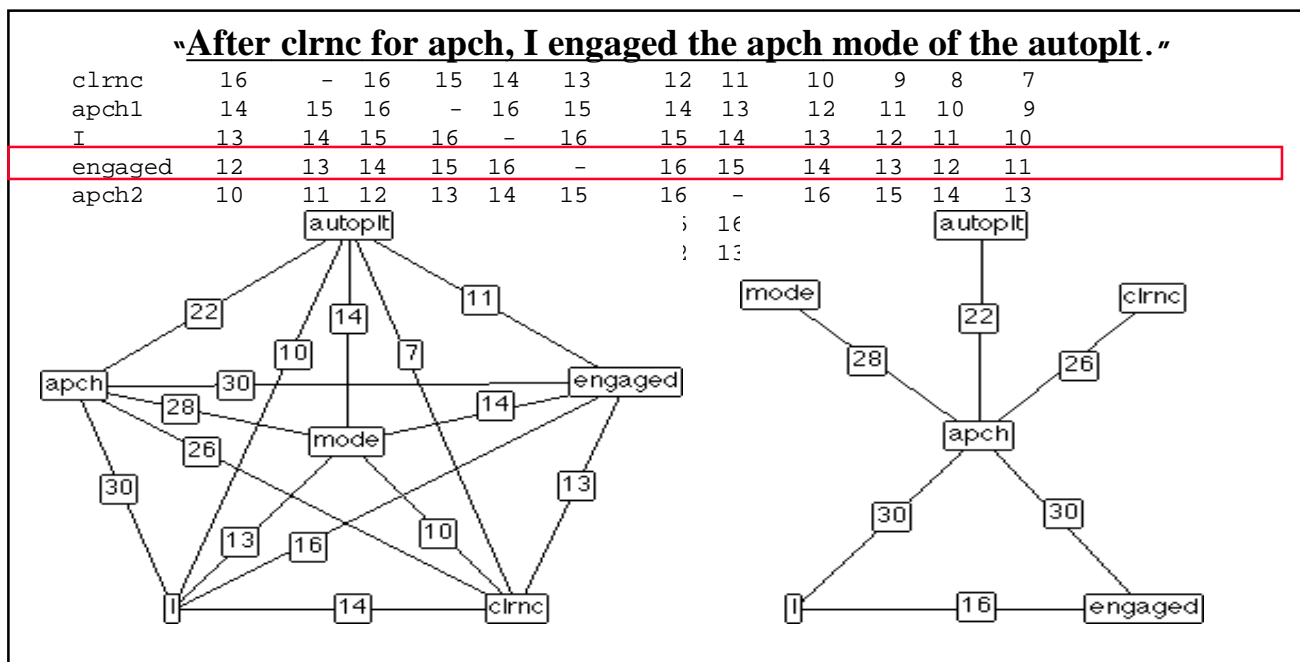 "After clrnc for apch, I engaged the apch mode of the autoplt."
clrnc 16 - 16 15 14 13 12 11 10 9 8 7
apch1 14 15 16 - 16 15 14 13 12 11 10 9
I 13 14 15 16 - 16 15 14 13 12 11 10
engaged 12 13 14 15 16 - 16 15 14 13 12 11
apch2 10 11 12 13 14 15 16 - 16 15 14 13
autoplt autoplt
16
mode clrnc
22 11
14 22
10 7
28 26
apch 30 engaged
28 14
mode apch
26
30 13
30 30
13 16 10
I 14 clrnc I 16 engaged